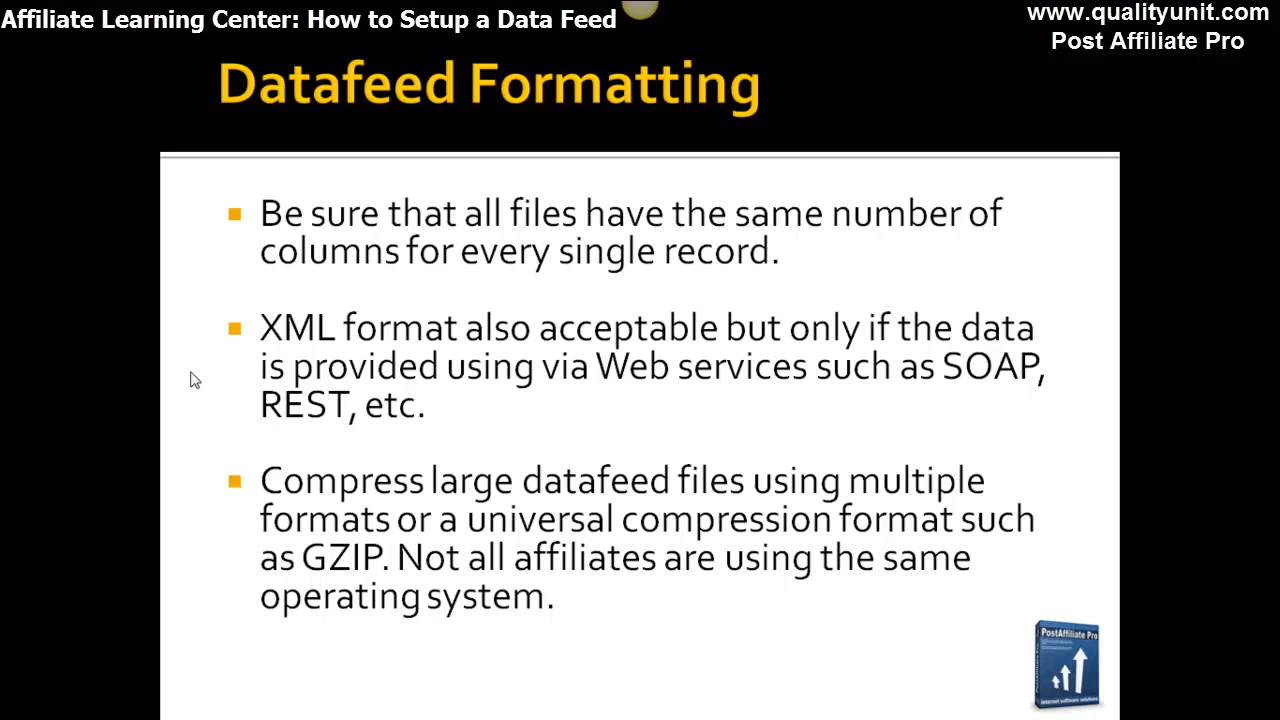 Affiliate Learning Center: How to Setup a Data Feed
www.qualityunit.com
Post Affiliate Pro
Datafeed Formatting
Be sure that all files have the same number of
columns for every single record.
XML format also acceptable but only if the data
is provided using via Web services such as SOAP,
REST, etc.
Compress large datafeed files using multiple
formats or a universal compression format such
as GZIP. Not all affiliates are using the same
operating system.
PostAffiliate Pro
internet software solutions